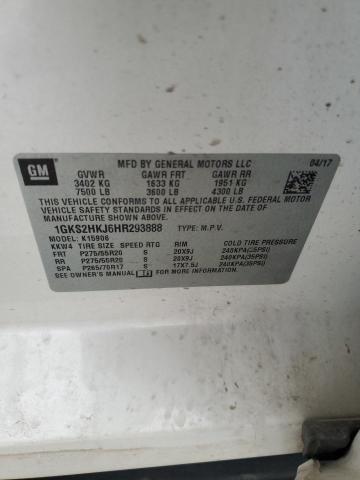 GM
MFD BY GENERAL MOTORS LLC 04/17
GVWR GAWR FRT GAWR RR
3402 KG 1633 KG 1951 KG
7500 LB 3600 LB 4300 LB
THIS VEHICLE CONFORMS TO ALL APPLICABLE U.S. FEDERAL MOTOR
VEHICLE SAFETY AND THEFT PREVENTION STANDARDS IN EFFECT ON THE DATE OF
MANUFACTURE SHOWN ABOVE.
1GKS2HKJ6HR293888 TYPE: M.P.V.
MODEL: K15906
KKW4 TIRE SIZE SPEED RTG RIM COLD TIRE PRESSURE
FRT P275/55R20 S 20X9J 240KPA(35PSI)
RR P275/55R20 S 20X9J 240KPA(35PSI)
SPA P265/70R17 S 17X7.5J 240KPA(35PSI)
SEE OWNER'S MANUAL